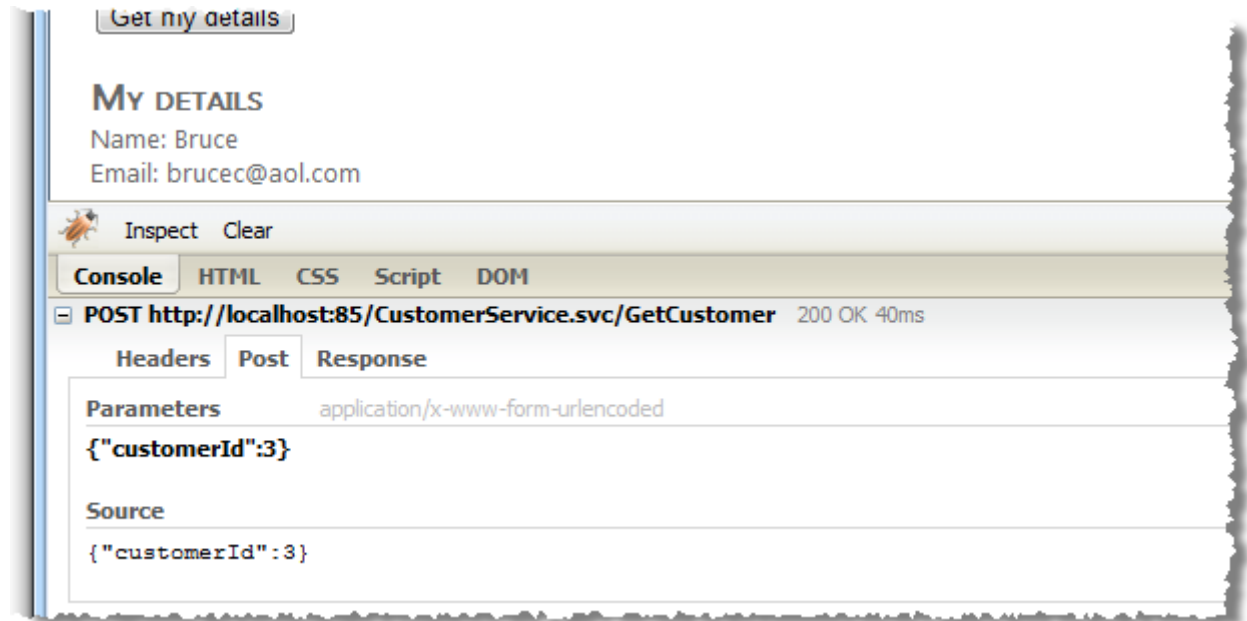 Get my details
MY DETAILS
Name: Bruce
Email: brucec@aol.com
Inspect Clear
Console HTML CSS Script DOM
POST http://localhost:85/CustomerService.svc/GetCustomer 200 OK 40ms
Headers Post Response
Parameters application/x-www-form-urlencoded
{"customerId":3}
Source
{"customerId":3}